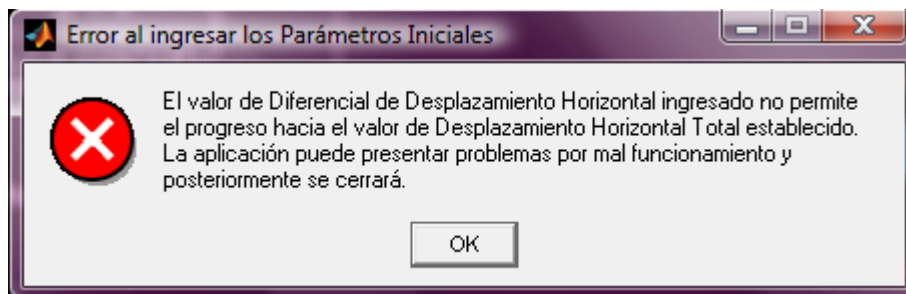 Error al ingresar los Parámetros Iniciales
El valor de Diferencial de Desplazamiento Horizontal ingresado no permite
el progreso hacia el valor de Desplazamiento Horizontal Total establecido.
La aplicación puede presentar problemas por mal funcionamiento y
posteriormente se cerrará.
OK